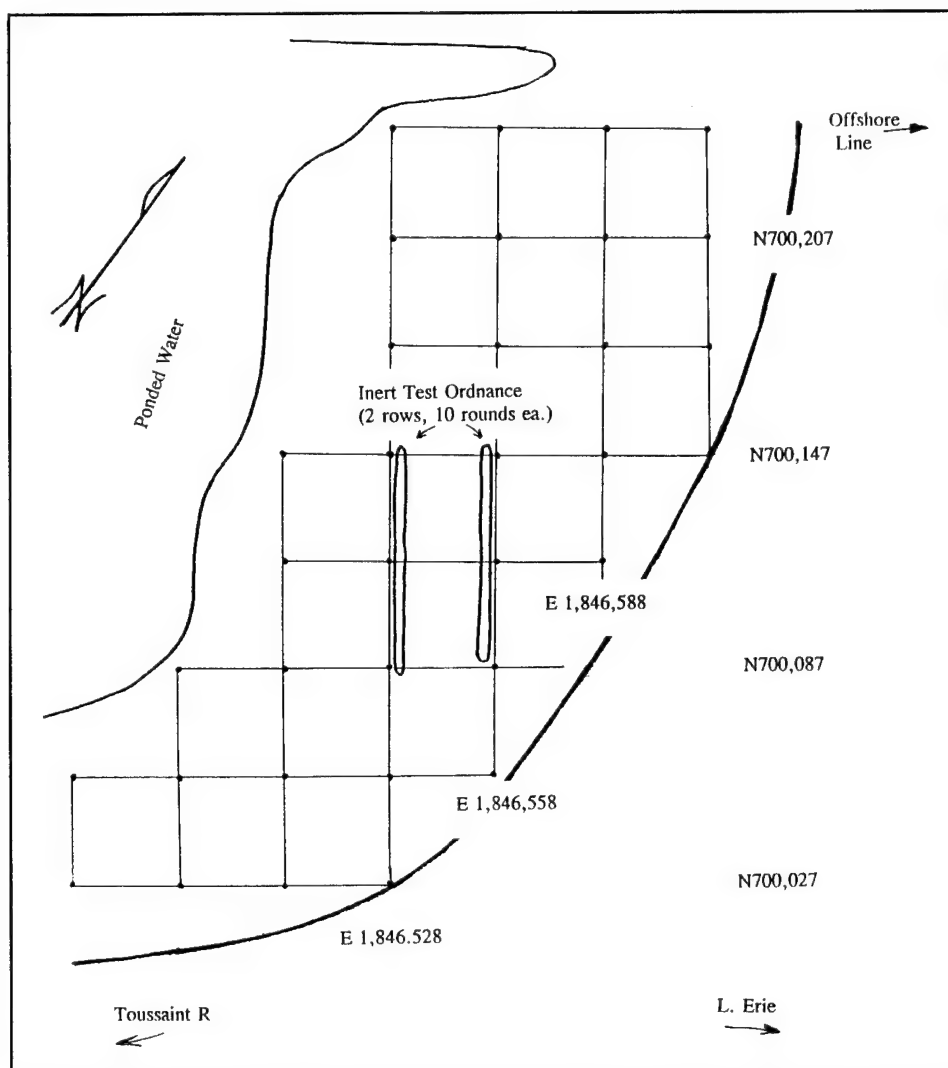 Offshore
Line
N700,207
Ponded Water
Inert Test Ordnance
(2 rows, 10 rounds ea.)
N700,147
E 1,846,588
N700,087
E 1,846,558
N700,027
E 1,846.528
Toussaint R
L. Erie